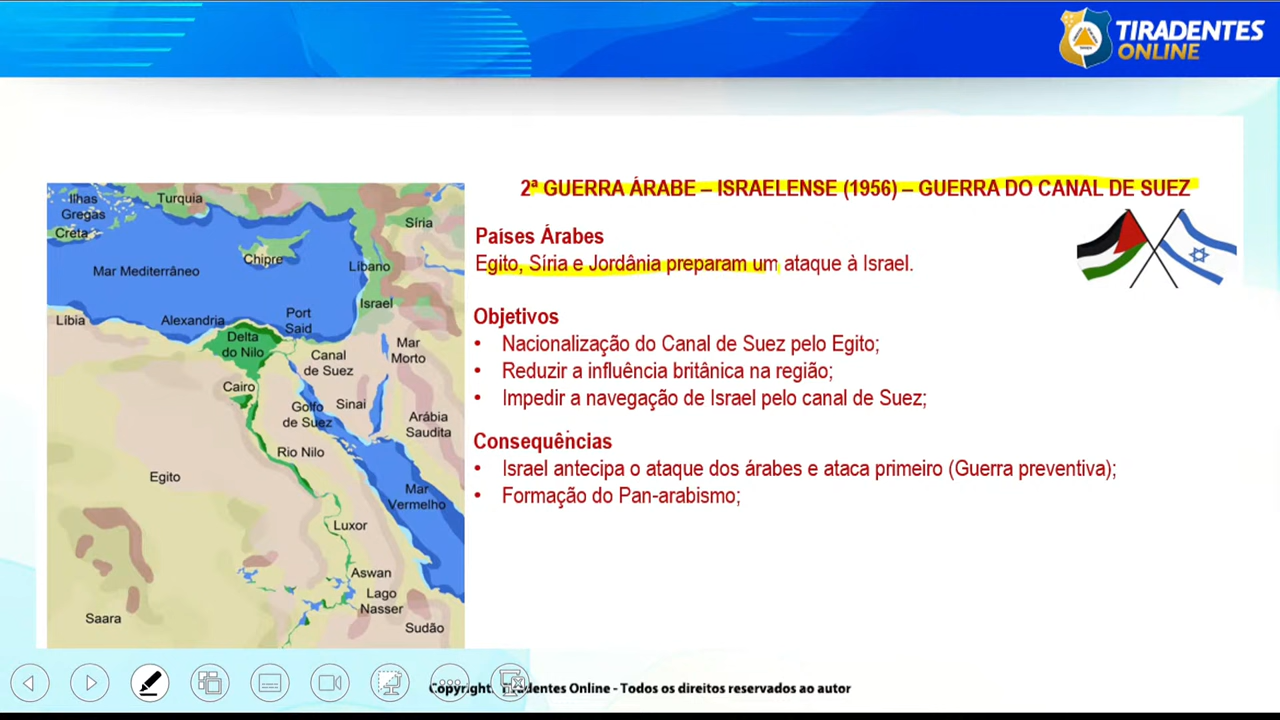 TIRADENTES
ONLINE
2ª GUERRA ÁRABE – ISRAELENSE (1956) – GUERRA DO CANAL DE SUEZ
Países Árabes
Egito, Síria e Jordânia preparam um ataque à Israel.
Objetivos
• Nacionalização do Canal de Suez pelo Egito;
• Reduzir a influência britânica na região;
• Impedir a navegação de Israel pelo canal de Suez;
Consequências
• Israel antecipa o ataque dos árabes e ataca primeiro (Guerra preventiva);
• Formação do Pan-arabismo;
Ilhas
Gregas
Turquia
Creta
Síria
Chipre
Mar Mediterrâneo
Líbano
Israel
Líbia
Alexandria
Port
Said
Delta
do Nilo
Canal
de Suez
Mar
Morto
Cairo
Golfo
de Suez
Sinai
Arábia
Saudita
Rio Nilo
Egito
Mar
Vermelho
Luxor
Aswan
Lago
Nasser
Saara
Sudão
Copyright Tiradentes Online - Todos os direitos reservados ao autor